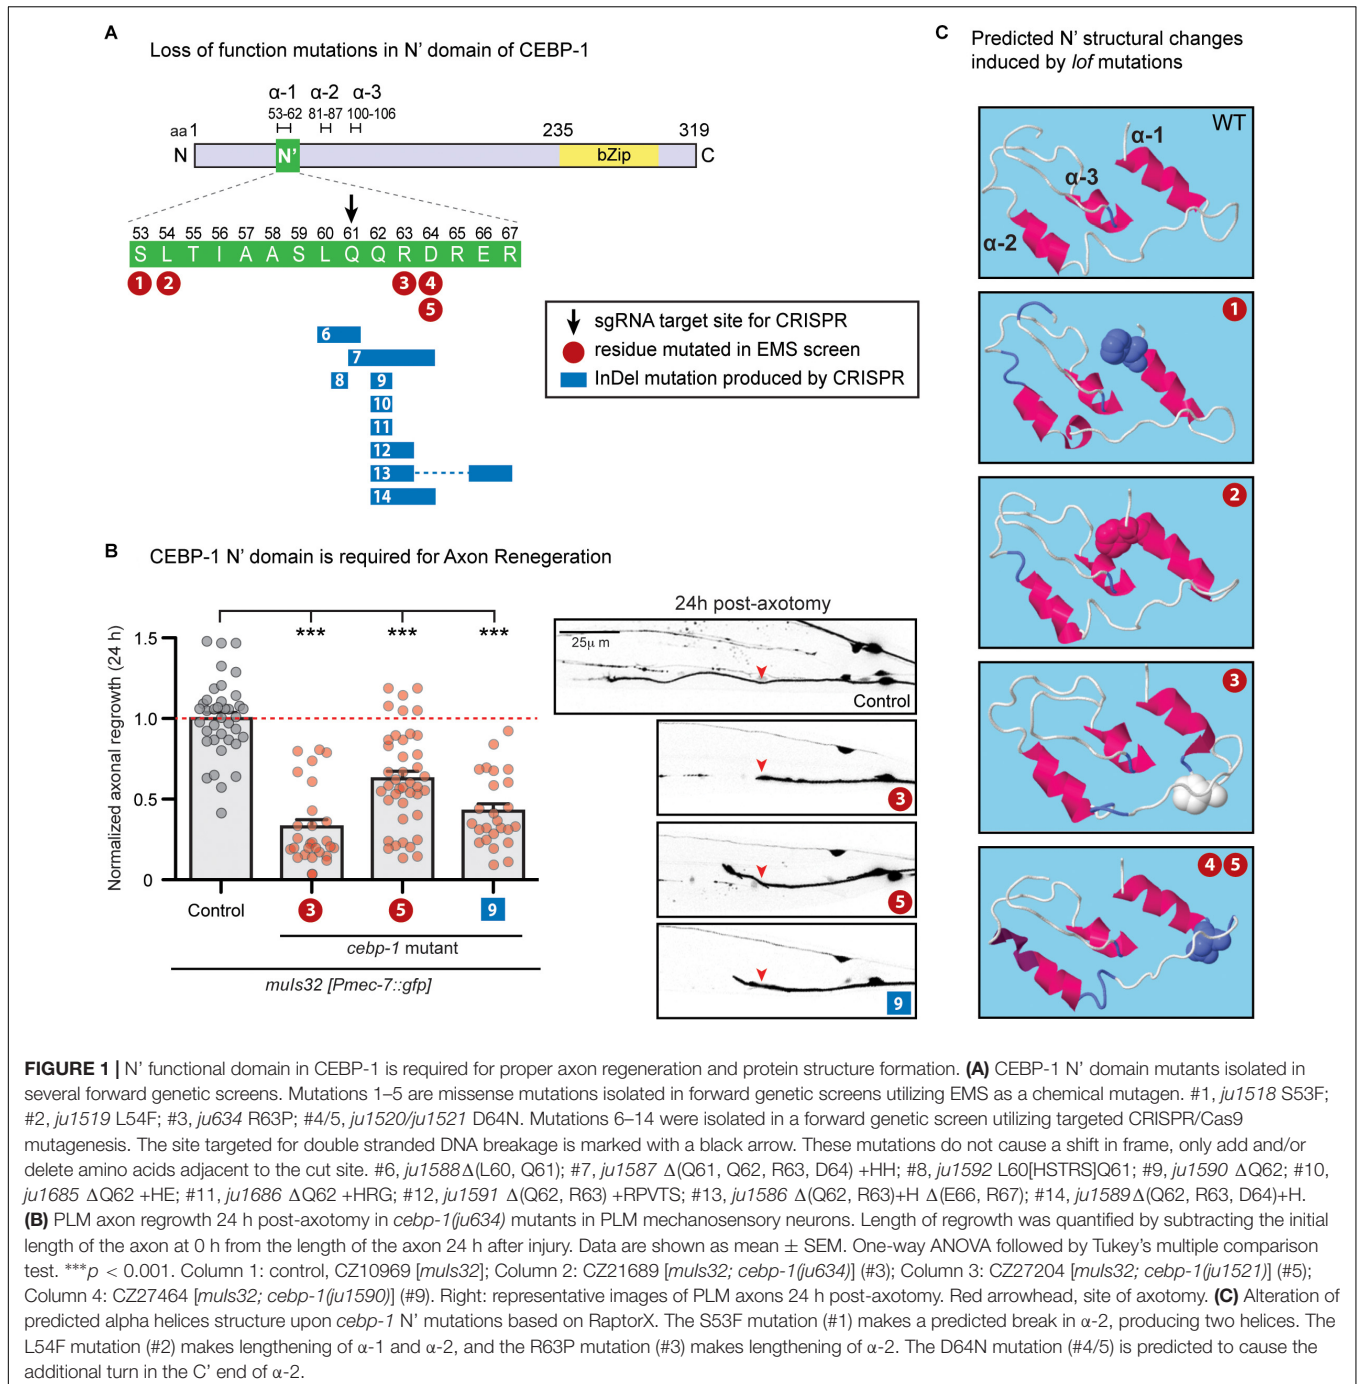 A
Loss of function mutations in N' domain of CEBP-1
α-1 α-2 α-3
53-62 81-87 100-106
aa 1 235 319
N N' bZip C
53 54 55 56 57 58 59 60 61 62 63 64 65 66 67
S L T I A A S L Q Q R D R E R
1 2 3 4
5
6
7
8 9
10
11
12
13
14
sgRNA target site for CRISPR
residue mutated in EMS screen
InDel mutation produced by CRISPR
B
CEBP-1 N' domain is required for Axon Renegeration
Normalized axonal regrowth (24 h)
1.5
1.0
0.5
0
*** *** ***
Control 3 5 9
cebp-1 mutant
muIs32 [Pmec-7::gfp]
24h post-axotomy
25μ m
Control
3
5
9
C
Predicted N' structural changes
induced by lof mutations
WT
α-1
α-3
α-2
1
2
3
4 5
FIGURE 1 | N' functional domain in CEBP-1 is required for proper axon regeneration and protein structure formation. (A) CEBP-1 N' domain mutants isolated in
several forward genetic screens. Mutations 1–5 are missense mutations isolated in forward genetic screens utilizing EMS as a chemical mutagen. #1, ju1518 S53F;
#2, ju1519 L54F; #3, ju634 R63P; #4/5, ju1520/ju1521 D64N. Mutations 6–14 were isolated in a forward genetic screen utilizing targeted CRISPR/Cas9
mutagenesis. The site targeted for double stranded DNA breakage is marked with a black arrow. These mutations do not cause a shift in frame, only add and/or
delete amino acids adjacent to the cut site. #6, ju1588Δ(L60, Q61); #7, ju1587 Δ(Q61, Q62, R63, D64) +HH; #8, ju1592 L60[HSTRS]Q61; #9, ju1590 ΔQ62; #10,
ju1685 ΔQ62 +HE; #11, ju1686 ΔQ62 +HRG; #12, ju1591 Δ(Q62, R63) +RPVTS; #13, ju1586 Δ(Q62, R63)+H Δ(E66, R67); #14, ju1589Δ(Q62, R63, D64)+H.
(B) PLM axon regrowth 24 h post-axotomy in cebp-1(ju634) mutants in PLM mechanosensory neurons. Length of regrowth was quantified by subtracting the initial
length of the axon at 0 h from the length of the axon 24 h after injury. Data are shown as mean ± SEM. One-way ANOVA followed by Tukey's multiple comparison
test. ***p < 0.001. Column 1: control, CZ10969 [muIs32]; Column 2: CZ21689 [muIs32; cebp-1(ju634)] (#3); Column 3: CZ27204 [muIs32; cebp-1(ju1521)] (#5);
Column 4: CZ27464 [muIs32; cebp-1(ju1590)] (#9). Right: representative images of PLM axons 24 h post-axotomy. Red arrowhead, site of axotomy. (C) Alteration of
predicted alpha helices structure upon cebp-1 N' mutations based on RaptorX. The S53F mutation (#1) makes a predicted break in α-2, producing two helices. The
L54F mutation (#2) makes lengthening of α-1 and α-2, and the R63P mutation (#3) makes lengthening of α-2. The D64N mutation (#4/5) is predicted to cause the
additional turn in the C' end of α-2.